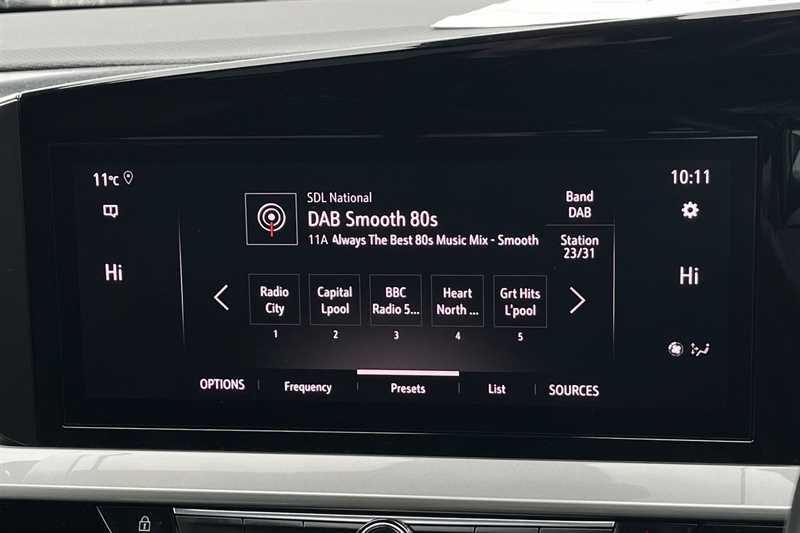 11°C
10:11
SDL National
DAB Smooth 80s
11A Always The Best 80s Music Mix - Smooth
Band
DAB
Station
23/31
Hi
Hi
Radio
City
1
Capital
Lpool
2
BBC
Radio 5...
3
Heart
North ...
4
Grt Hits
L'pool
5
OPTIONS
Frequency
Presets
List
SOURCES